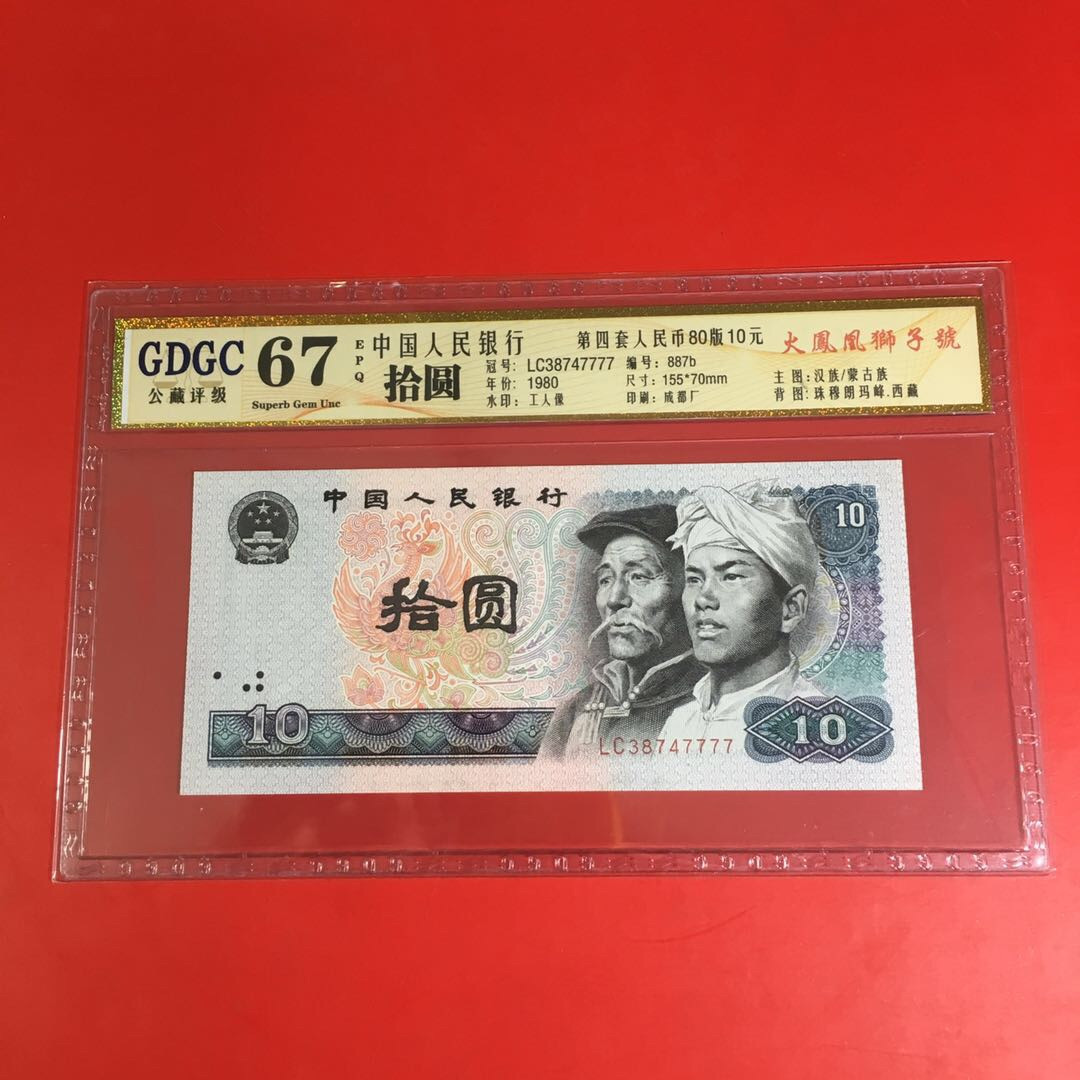 GDGC
公藏评级
67
EPQ
Superb Gem Unc
中国人民银行
拾圆
冠号: LC38747777
年份: 1980
水印: 工人像
第四套人民币80版10元
编号: 887b
尺寸: 155*70mm
印刷: 成都厂
火鳳凰獅子號
主 图: 汉族/蒙古族
背 图: 珠穆朗玛峰.西藏
中国人民银行
10
拾圆
10
LC38747777
10